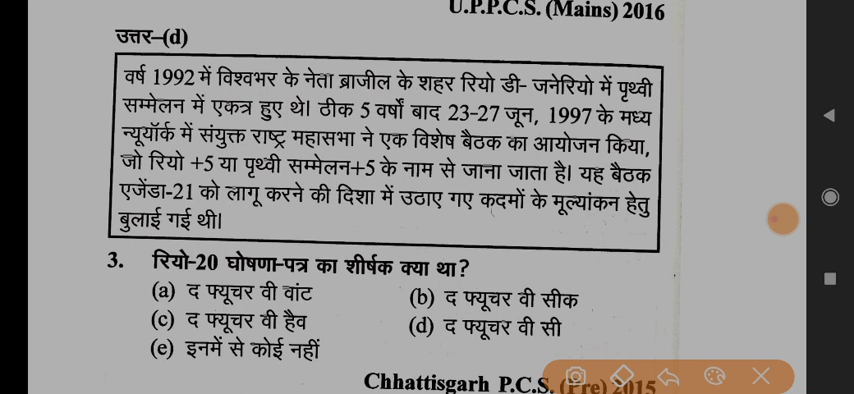 U.P.P.C.S. (Mains) 2016
उत्तर–(d)
वर्ष 1992 में विश्वभर के नेता ब्राजील के शहर रियो डी- जनेरियो में पृथ्वी
सम्मेलन में एकत्र हुए थे। ठीक 5 वर्षों बाद 23-27 जून, 1997 के मध्य
न्यूयॉर्क में संयुक्त राष्ट्र महासभा ने एक विशेष बैठक का आयोजन किया,
जो रियो +5 या पृथ्वी सम्मेलन+5 के नाम से जाना जाता है। यह बैठक
एजेंडा-21 को लागू करने की दिशा में उठाए गए कदमों के मूल्यांकन हेतु
बुलाई गई थी।
3. रियो-20 घोषणा-पत्र का शीर्षक क्या था?
(a) द फ्यूचर वी वांट (b) द फ्यूचर वी सीक
(c) द फ्यूचर वी हैव (d) द फ्यूचर वी सी
(e) इनमें से कोई नहीं
Chhattisgarh P.C.S. (Pre) 2015